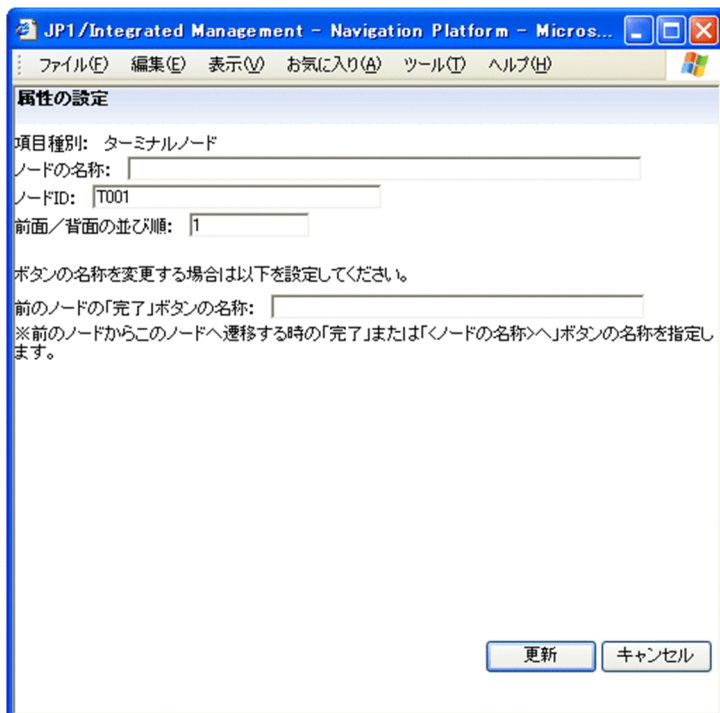 JP1/Integrated Management - Navigation Platform - Micros...
ファイル(F) 編集(E) 表示(V) お気に入り(A) ツール(T) ヘルプ(H)
属性の設定
項目種別: ターミナルノード
ノードの名称:
ノードID: T001
前面/背面の並び順: 1
ボタンの名称を変更する場合は以下を設定してください。
前のノードの「完了」ボタンの名称:
※前のノードからこのノードへ遷移する時の「完了」または「<ノードの名称>へ」ボタンの名称を指定し
ます。
更新 キャンセル